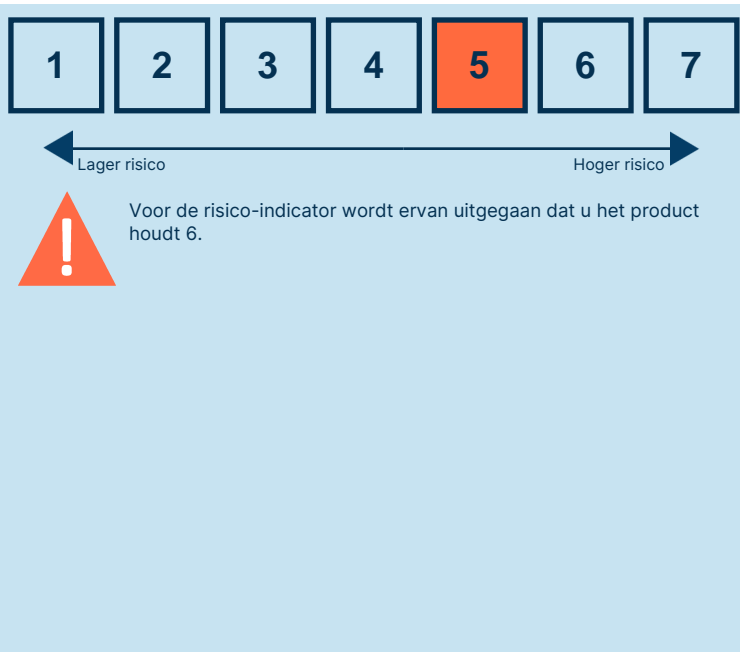 1 2 3 4 5 6 7
Lager risico Hoger risico
!
Voor de risico-indicator wordt ervan uitgegaan dat u het product
houdt 6.